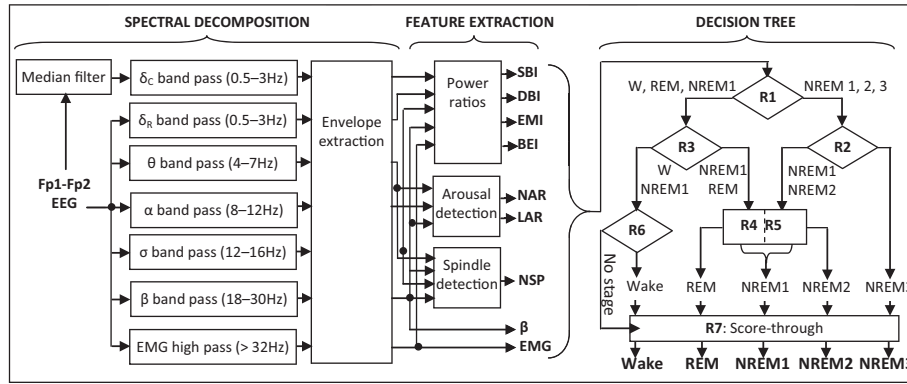 SPECTRAL DECOMPOSITION
FEATURE EXTRACTION
DECISION TREE
Median filter
Fp1-Fp2
EEG
δC band pass (0.5–3Hz)
δR band pass (0.5–3Hz)
θ band pass (4–7Hz)
α band pass (8–12Hz)
σ band pass (12–16Hz)
β band pass (18–30Hz)
EMG high pass (> 32Hz)
Envelope
extraction
Power
ratios
Arousal
detection
Spindle
detection
SBI
DBI
EMI
BEI
NAR
LAR
NSP
β
EMG
R1
W, REM, NREM1
NREM 1, 2, 3
R3
R2
W
NREM1
NREM1
REM
NREM1
NREM2
R6
R4
R5
No stage
Wake
REM
NREM1
NREM2
NREM3
R7: Score-through
Wake
REM
NREM1
NREM2
NREM3